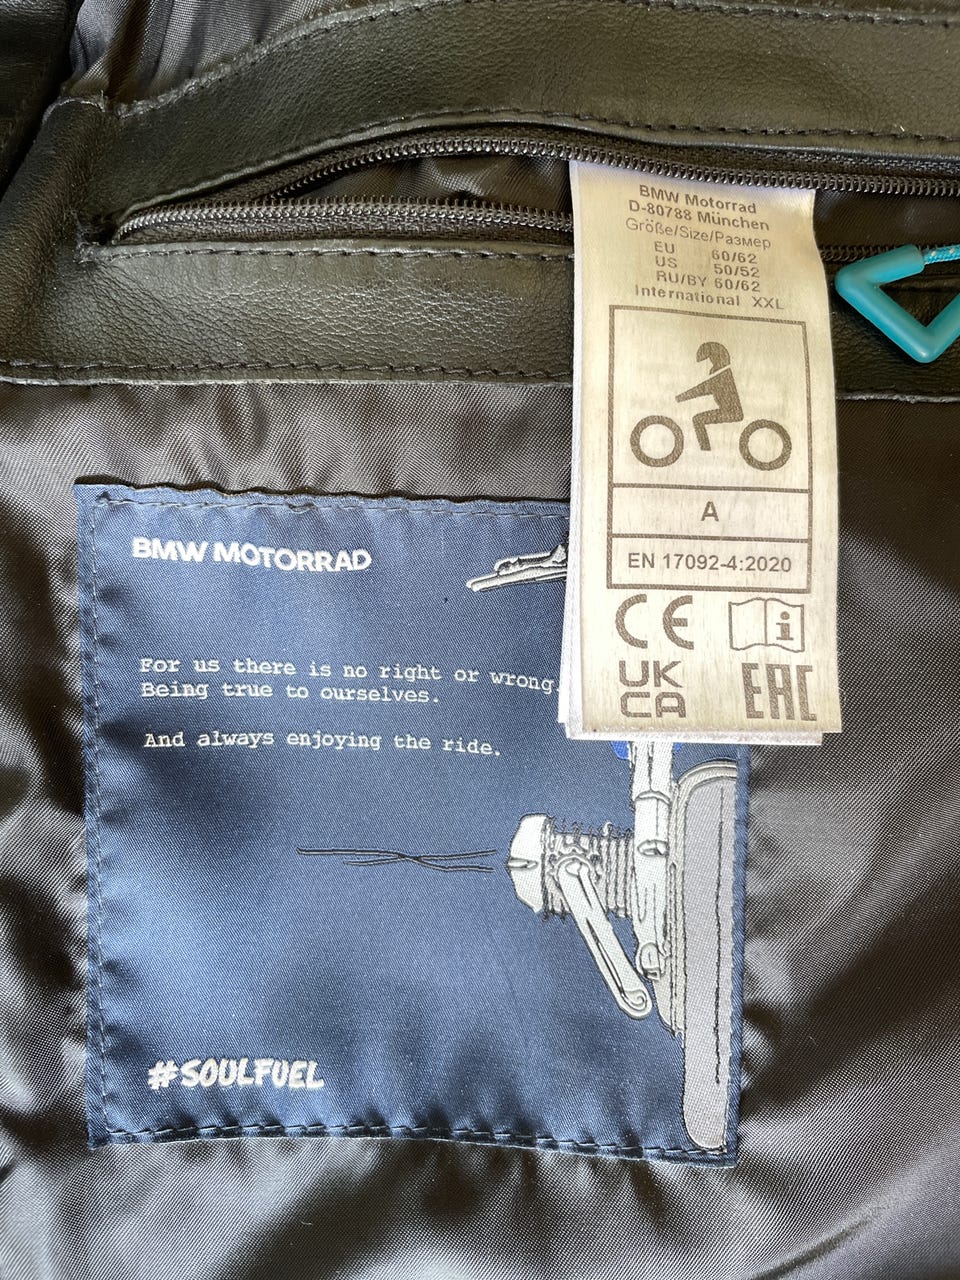 BMW Motorrad
D-80788 München
Größe/Size/Размер
EU 60/62
US 50/52
RU/BY 60/62
International XXL
A
EN 17092-4:2020
CE
UK
CA
EAC
BMW MOTORRAD
For us there is no right or wrong.
Being true to ourselves.
And always enjoying the ride.
#SOULFUEL